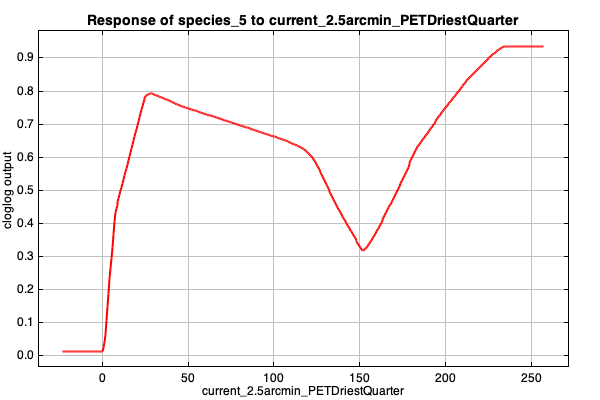 Response of species_5 to current_2.5arcmin_PETDriestQuarter
0.9
0.8
0.7
0.6
0.5
0.4
0.3
0.2
0.1
0.0
cloglog output
0 50 100 150 200 250
current_2.5arcmin_PETDriestQuarter